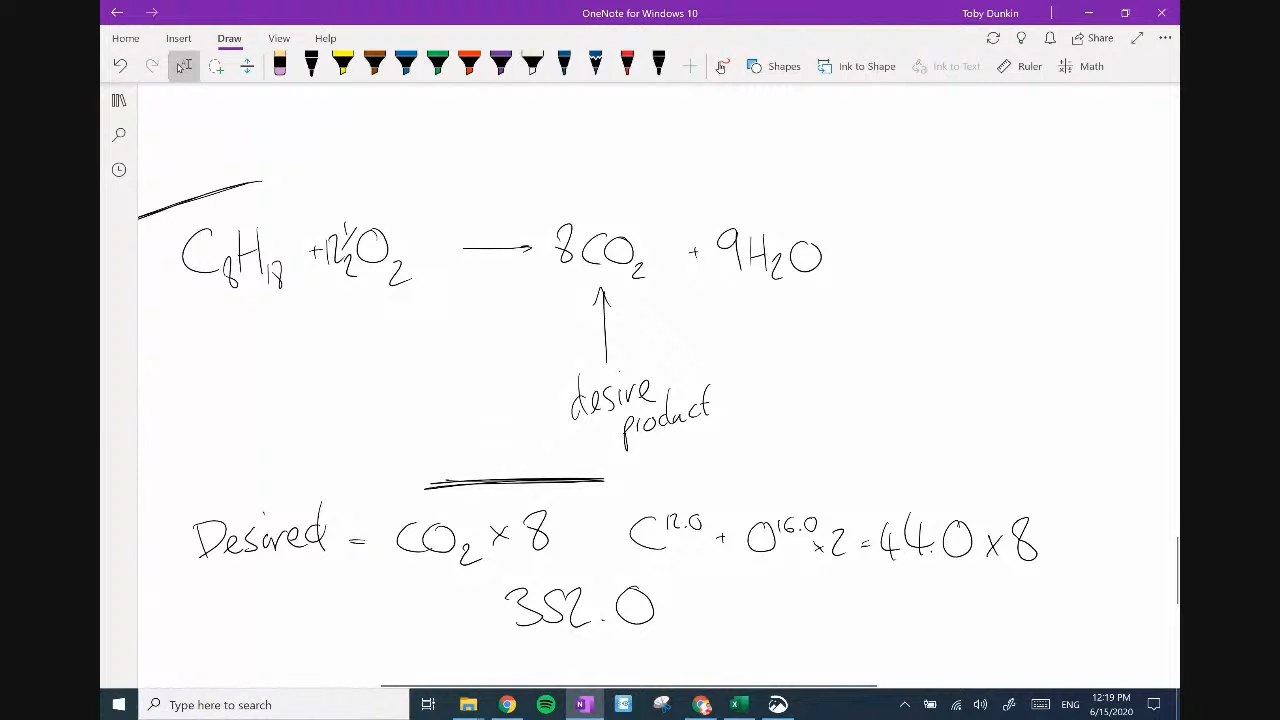 OneNote for Windows 10
Toby Dunkin
Home Insert Draw View Help
Share
Shapes Ink to Shape Ink to Text Ruler Math
C₈H₁₈ + 12½O₂ → 8CO₂ + 9H₂O
desire
product
Desired = CO₂ × 8 C 12.0 + O 16.0 × 2 = 44.0 × 8
352.0
Type here to search
ENG
12:19 PM
6/15/2020